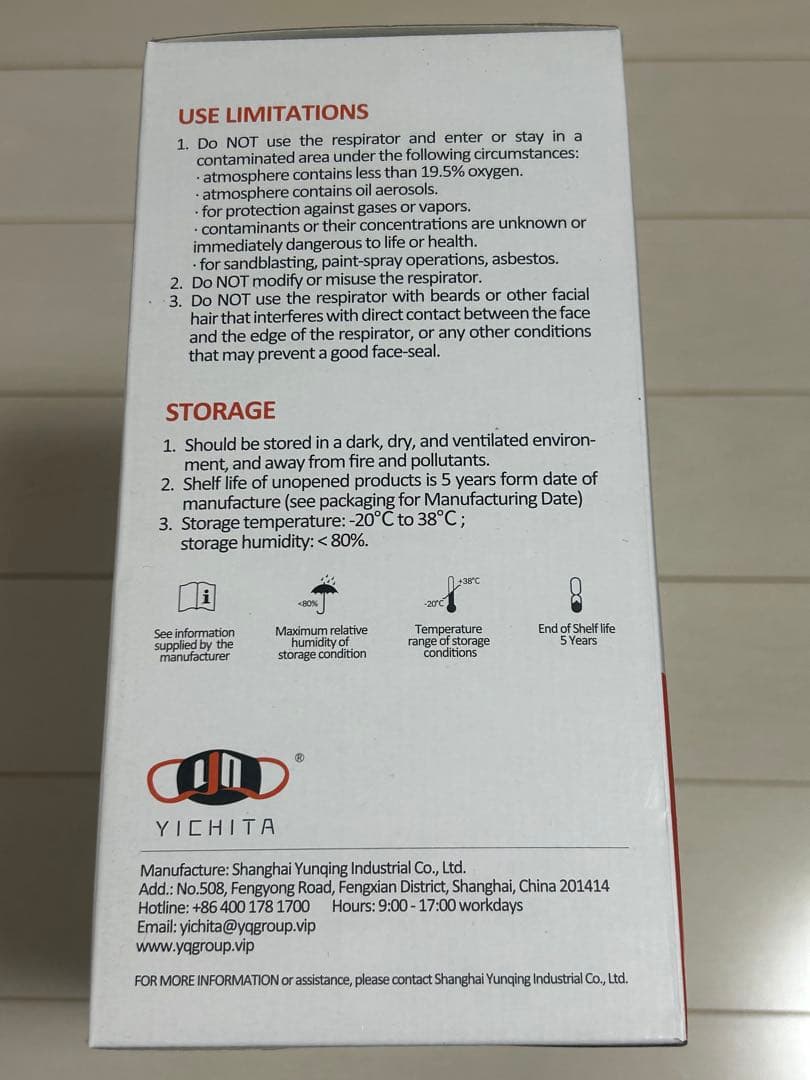 USE LIMITATIONS
1. Do NOT use the respirator and enter or stay in a
contaminated area under the following circumstances:
· atmosphere contains less than 19.5% oxygen.
· atmosphere contains oil aerosols.
· for protection against gases or vapors.
· contaminants or their concentrations are unknown or
immediately dangerous to life or health.
· for sandblasting, paint-spray operations, asbestos.
2. Do NOT modify or misuse the respirator.
3. Do NOT use the respirator with beards or other facial
hair that interferes with direct contact between the face
and the edge of the respirator, or any other conditions
that may prevent a good face-seal.
STORAGE
1. Should be stored in a dark, dry, and ventilated environ-
ment, and away from fire and pollutants.
2. Shelf life of unopened products is 5 years form date of
manufacture (see packaging for Manufacturing Date)
3. Storage temperature: -20°C to 38°C ;
storage humidity: < 80%.
i
<80%
+38°C
-20°C
See information
supplied by the
manufacturer
Maximum relative
humidity of
storage condition
Temperature
range of storage
conditions
End of Shelf life
5 Years
®
YICHITA
Manufacture: Shanghai Yunqing Industrial Co., Ltd.
Add.: No.508, Fengyong Road, Fengxian District, Shanghai, China 201414
Hotline: +86 400 178 1700 Hours: 9:00 - 17:00 workdays
Email: yichita@yqgroup.vip
www.yqgroup.vip
FOR MORE INFORMATION or assistance, please contact Shanghai Yunqing Industrial Co., Ltd.